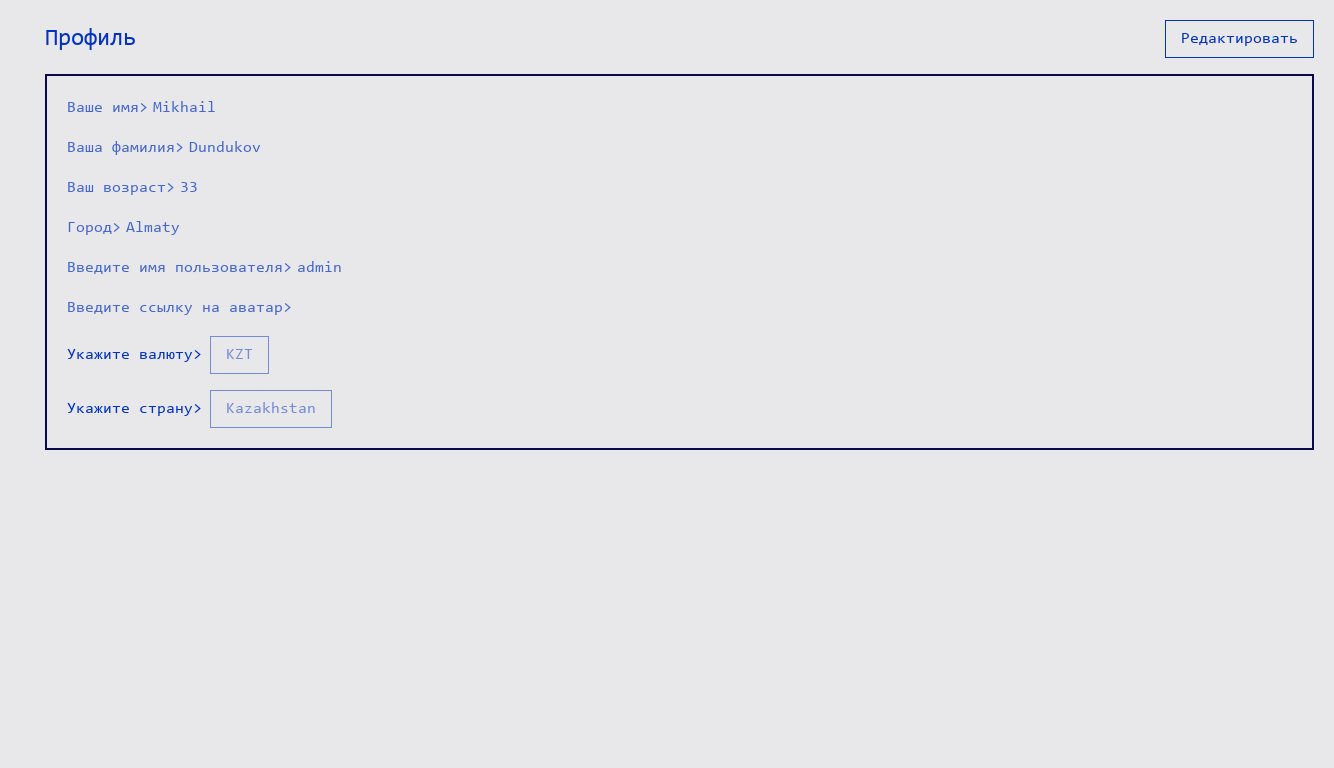 Профиль
Редактировать
Ваше имя> Mikhail
Ваша фамилия> Dundukov
Ваш возраст> 33
Город> Almaty
Введите имя пользователя> admin
Введите ссылку на аватар>
Укажите валюту> KZT
Укажите страну> Kazakhstan